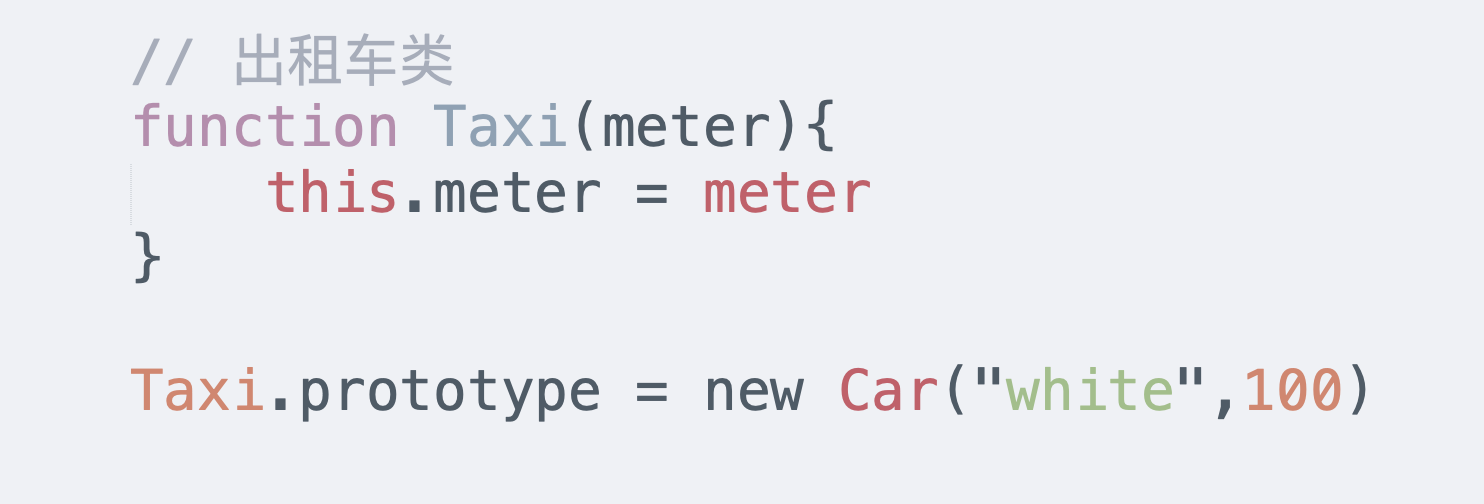 // 出租车类
function Taxi(meter){
    this.meter = meter
}
Taxi.prototype = new Car("white",100)